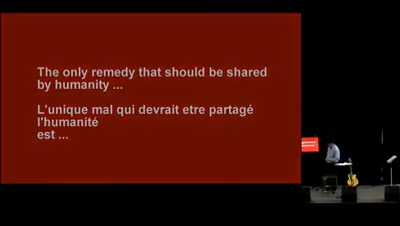 The only remedy that should be shared
by humanity ...
L'unique mal qui devrait etre partagé
l'humanité
est ...